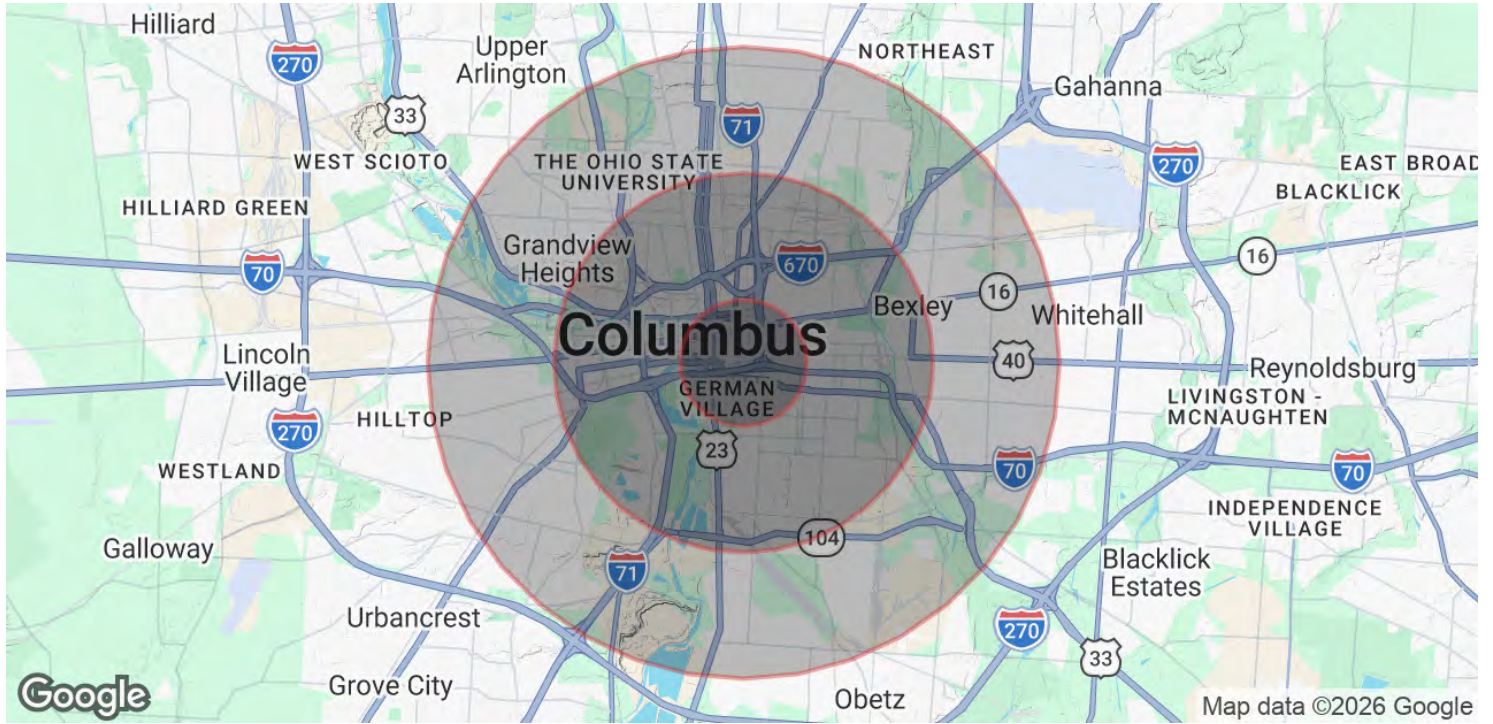 Hilliard
270
Upper
Arlington
NORTHEAST
Gahanna
33
71
WEST SCIOTO
THE OHIO STATE
UNIVERSITY
270
EAST BROAD
BLACKLICK
HILLIARD GREEN
Grandview
Heights
70
670
16
16
Bexley
Whitehall
Columbus
Lincoln
Village
40
Reynoldsburg
GERMAN
VILLAGE
LIVINGSTON -
MCNAUGHTEN
HILLTOP
270
23
WESTLAND
70
70
INDEPENDENCE
VILLAGE
Galloway
104
71
Blacklick
Estates
Urbancrest
270
33
Grove City
Obetz
Google
Map data ©2026 Google